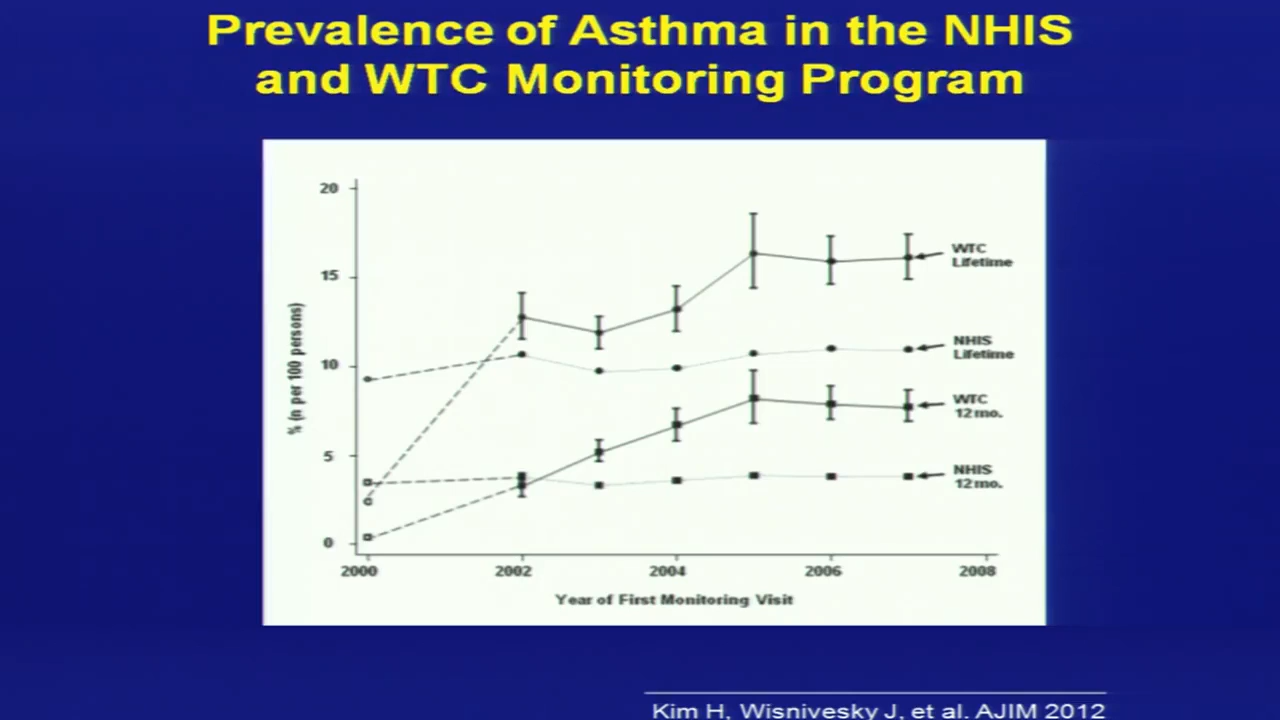 Prevalence of Asthma in the NHIS
and WTC Monitoring Program
20
15
10
5
0
% (n per 100 persons)
WTC
Lifetime
NHIS
Lifetime
WTC
12 mo.
NHIS
12 mo.
2000 2002 2004 2006 2008
Year of First Monitoring Visit
Kim H, Wisnivesky J, et al. AJIM 2012